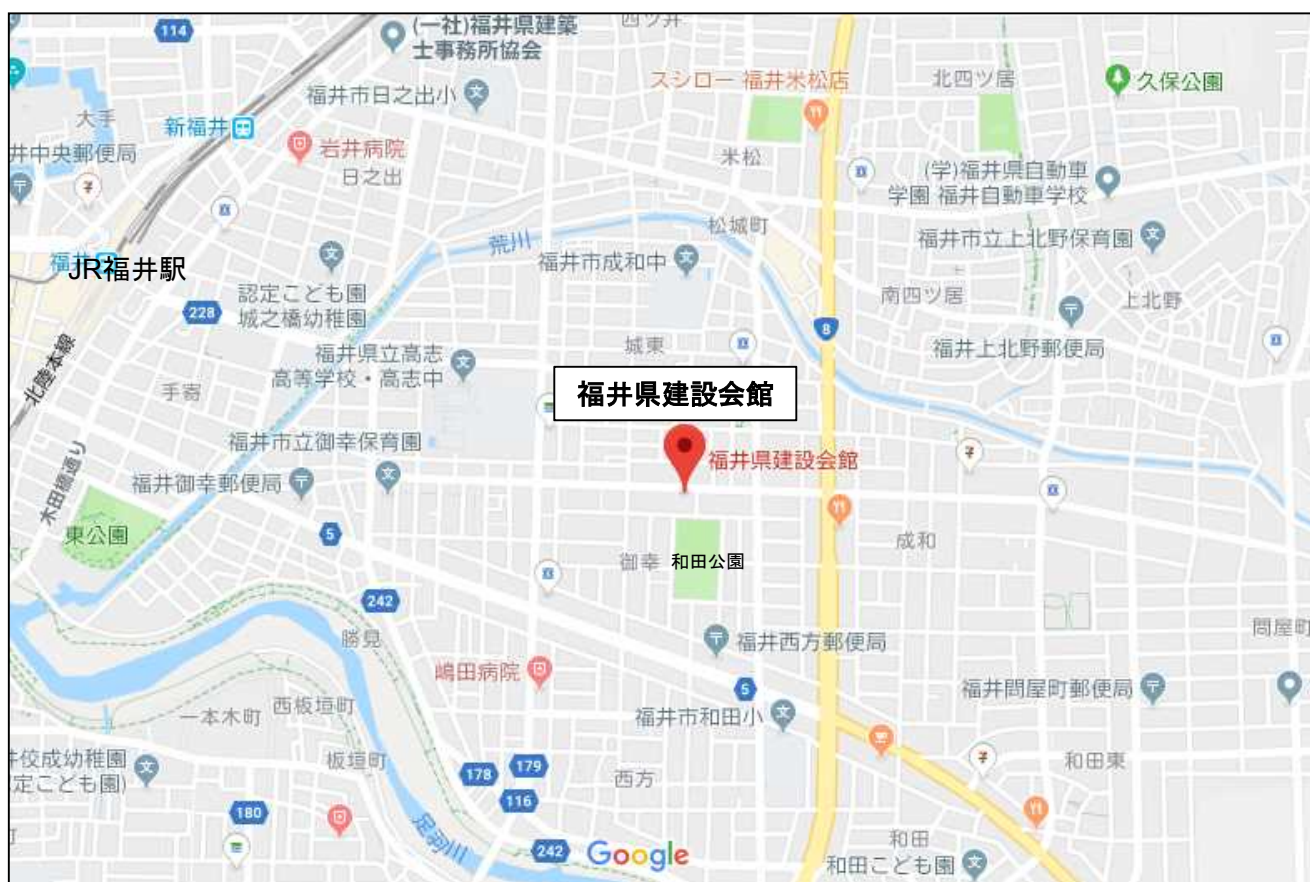 114
(一社)福井県建築
士事務所協会
四ツ井
スシロー 福井米松店
北四ツ居
久保公園
福井市日之出小
大手
新福井
井中央郵便局
岩井病院
日之出
米松
(学)福井県自動車
学園 福井自動車学校
松城町
荒川
福井市成和中
福井市立上北野保育園
福井
JR福井駅
認定こども園
城之橋幼稚園
228
南四ツ居
上北野
8
城東
福井上北野郵便局
北陸本線
手寄
福井県立高志
高等学校・高志中
福井県建設会館
福井市立御幸保育園
福井県建設会館
木田橋通り
福井御幸郵便局
東公園
5
成和
御幸
和田公園
242
勝見
福井西方郵便局
問屋町
嶋田病院
5
福井問屋町郵便局
西板垣町
一本木町
福井市和田小
井佼成幼稚園
定こども園)
板垣町
178
179
西方
和田東
116
180
足羽川
242
Google
和田
和田こども園
町